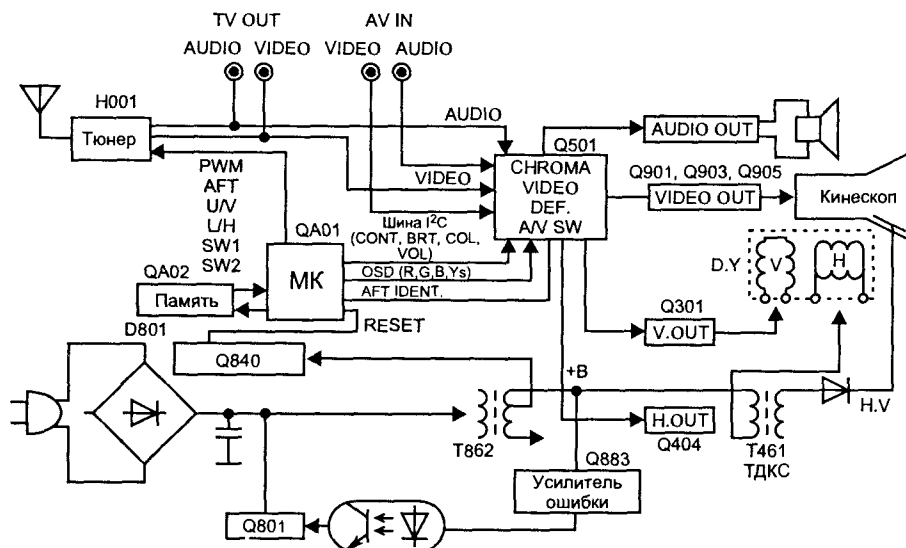 TV OUT
AV IN
AUDIO VIDEO
VIDEO AUDIO
H001
Тюнер
AUDIO
AUDIO OUT
Q501
CHROMA
VIDEO
DEF.
A/V SW
VIDEO
Q901, Q903, Q905
VIDEO OUT
Кинескоп
PWM
AFT
U/V
L/H
SW1
SW2
Шина I²C
(CONT, BRT, COL,
VOL)
QA01
МК
OSD (R,G,B,Ys)
AFT IDENT.
QA02
Память
RESET
D.Y
V
H
Q301
V.OUT
D801
Q840
+B
H.V
T862
H.OUT
Q404
T461
ТДКС
Q883
Усилитель
ошибки
Q801